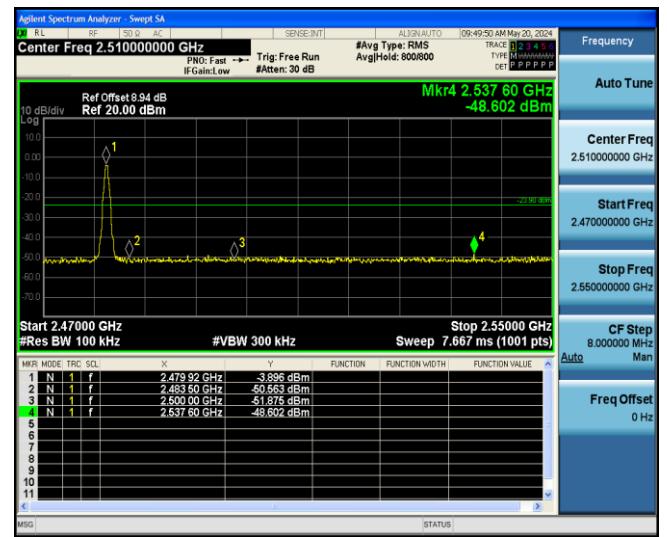 Agilent Spectrum Analyzer - Swept SA
RL RF 50 Ω AC SENSE:INT ALIGNAUTO 09:49:50 AM May 20, 2024
Center Freq 2.510000000 GHz #Avg Type: RMS TRACE 1 2 3 4 5 6
PNO: Fast Trig: Free Run Avg|Hold: 800/800 TYPE M
IFGain:Low #Atten: 30 dB DET P P P P P P
Frequency
Auto Tune
Ref Offset 8.94 dB Mkr4 2.537 60 GHz
10 dB/div Ref 20.00 dBm -48.602 dBm
Log
10.0
0.00
-10.0
-20.0
-30.0
-40.0
-50.0
-60.0
-70.0
1
2
3
4
-23.90 dBm
Start 2.47000 GHz Stop 2.55000 GHz
#Res BW 100 kHz #VBW 300 kHz Sweep 7.667 ms (1001 pts)
MKR MODE TRC SCL X Y FUNCTION FUNCTION WIDTH FUNCTION VALUE
1 N 1 f 2.479 92 GHz -3.896 dBm
2 N 1 f 2.483 50 GHz -50.563 dBm
3 N 1 f 2.500 00 GHz -51.875 dBm
4 N 1 f 2.537 60 GHz -48.602 dBm
5
6
7
8
9
10
11
Center Freq
2.510000000 GHz
Start Freq
2.470000000 GHz
Stop Freq
2.550000000 GHz
CF Step
8.000000 MHz
Auto Man
Freq Offset
0 Hz
MSG STATUS